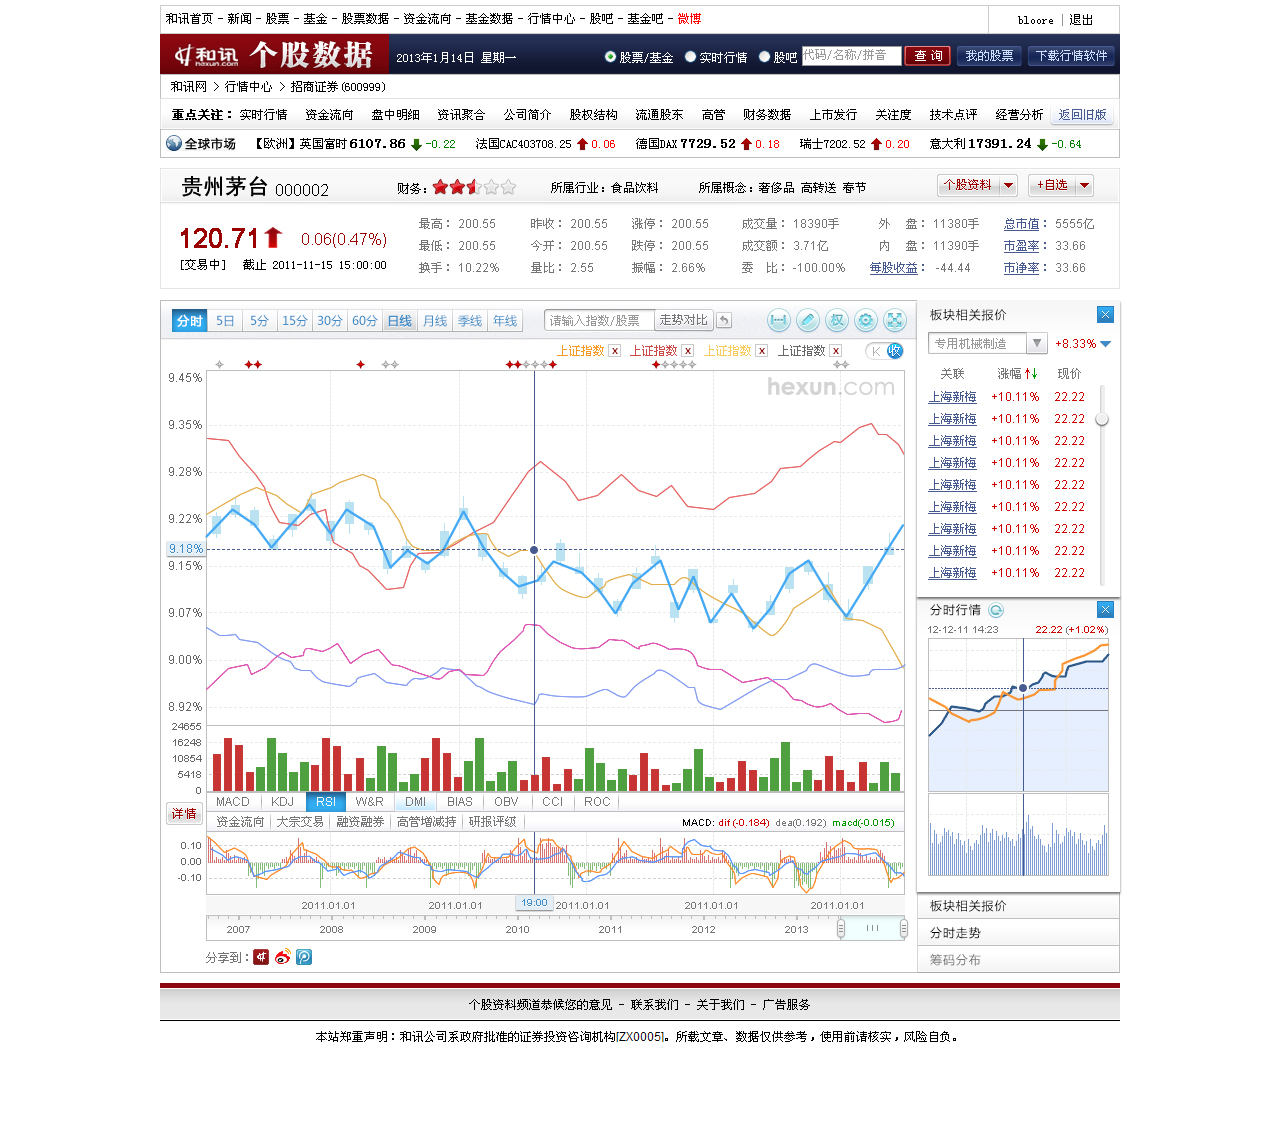 和讯首页 - 新闻 - 股票 - 基金 - 股票数据 - 资金流向 - 基金数据 - 行情中心 - 股吧 - 基金吧 - 微博
bloore | 退出
和讯 hexun.com 个股数据 2013年1月14日 星期一 股票/基金 实时行情 股吧 代码/名称/拼音 查 询 我的股票 下载行情软件
和讯网 > 行情中心 > 招商证券(600999)
重点关注： 实时行情 资金流向 盘中明细 资讯聚合 公司简介 股权结构 流通股东 高管 财务数据 上市发行 关注度 技术点评 经营分析 返回旧版
全球市场 【欧洲】英国富时6107.86 -0.22 法国CAC403708.25 0.06 德国DAX 7729.52 0.18 瑞士7202.52 0.20 意大利17391.24 -0.64
贵州茅台 000002 财务： 所属行业：食品饮料 所属概念：奢侈品 高转送 春节 个股资料 +自选
120.71 0.06(0.47%)
[交易中] 截止 2011-11-15 15:00:00
最高： 200.55 昨收： 200.55 涨停： 200.55 成交量： 18390手 外 盘： 11380手 总市值： 5555亿
最低： 200.55 今开： 200.55 跌停： 200.55 成交额： 3.71亿 内 盘： 11390手 市盈率： 33.66
换手： 10.22% 量比： 2.55 振幅： 2.66% 委 比： -100.00% 每股收益： -44.44 市净率： 33.66
分时 5日 5分 15分 30分 60分 日线 月线 季线 年线 请输入指数/股票 走势对比 权
上证指数 x 上证指数 x 上证指数 x 上证指数 x K 收
hexun.com
9.45%
9.35%
9.28%
9.22%
9.18%
9.15%
9.07%
9.00%
8.92%
24655
16248
10854
5418
0
MACD KDJ RSI W&R DMI BIAS OBV CCI ROC
详情
资金流向 大宗交易 融资融券 高管增减持 研报评级 MACD: dif (-0.184) dea(0.192) macd(-0.015)
0.10
0.00
-0.10
2011.01.01 2011.01.01 19:00 2011.01.01 2011.01.01 2011.01.01
2007 2008 2009 2010 2011 2012 2013
分享到：
板块相关报价
专用机械制造 +8.33%
关联 涨幅 现价
上海新梅 +10.11% 22.22
上海新梅 +10.11% 22.22
上海新梅 +10.11% 22.22
上海新梅 +10.11% 22.22
上海新梅 +10.11% 22.22
上海新梅 +10.11% 22.22
上海新梅 +10.11% 22.22
上海新梅 +10.11% 22.22
上海新梅 +10.11% 22.22
分时行情
12-12-11 14:23 22.22 (+1.02%)
板块相关报价
分时走势
筹码分布
个股资料频道恭候您的意见 - 联系我们 - 关于我们 - 广告服务
本站郑重声明：和讯公司系政府批准的证券投资咨询机构[ZX0005]。所载文章、数据仅供参考，使用前请核实，风险自负。